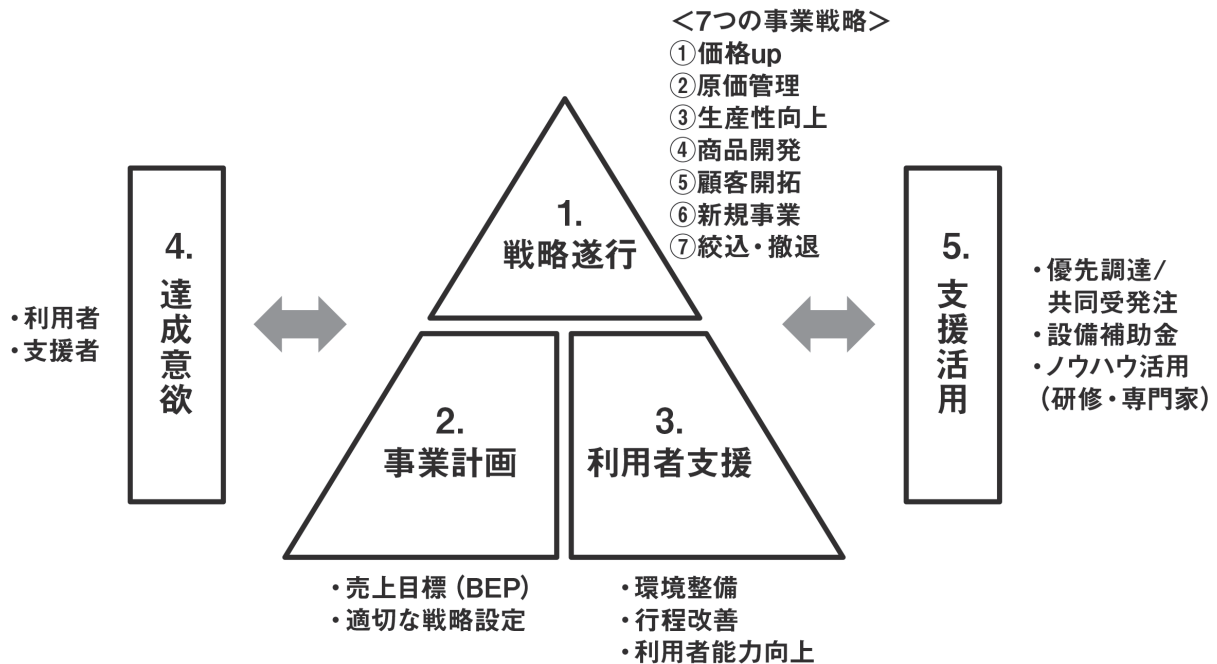 <7つの事業戦略>
①価格up
②原価管理
③生産性向上
④商品開発
⑤顧客開拓
⑥新規事業
⑦絞込・撤退
1.
戦略遂行
4.
達成意欲
・利用者
・支援者
5.
支援活用
・優先調達/
共同受発注
・設備補助金
・ノウハウ活用
(研修・専門家)
2.
事業計画
3.
利用者支援
・売上目標(BEP)
・適切な戦略設定
・環境整備
・行程改善
・利用者能力向上